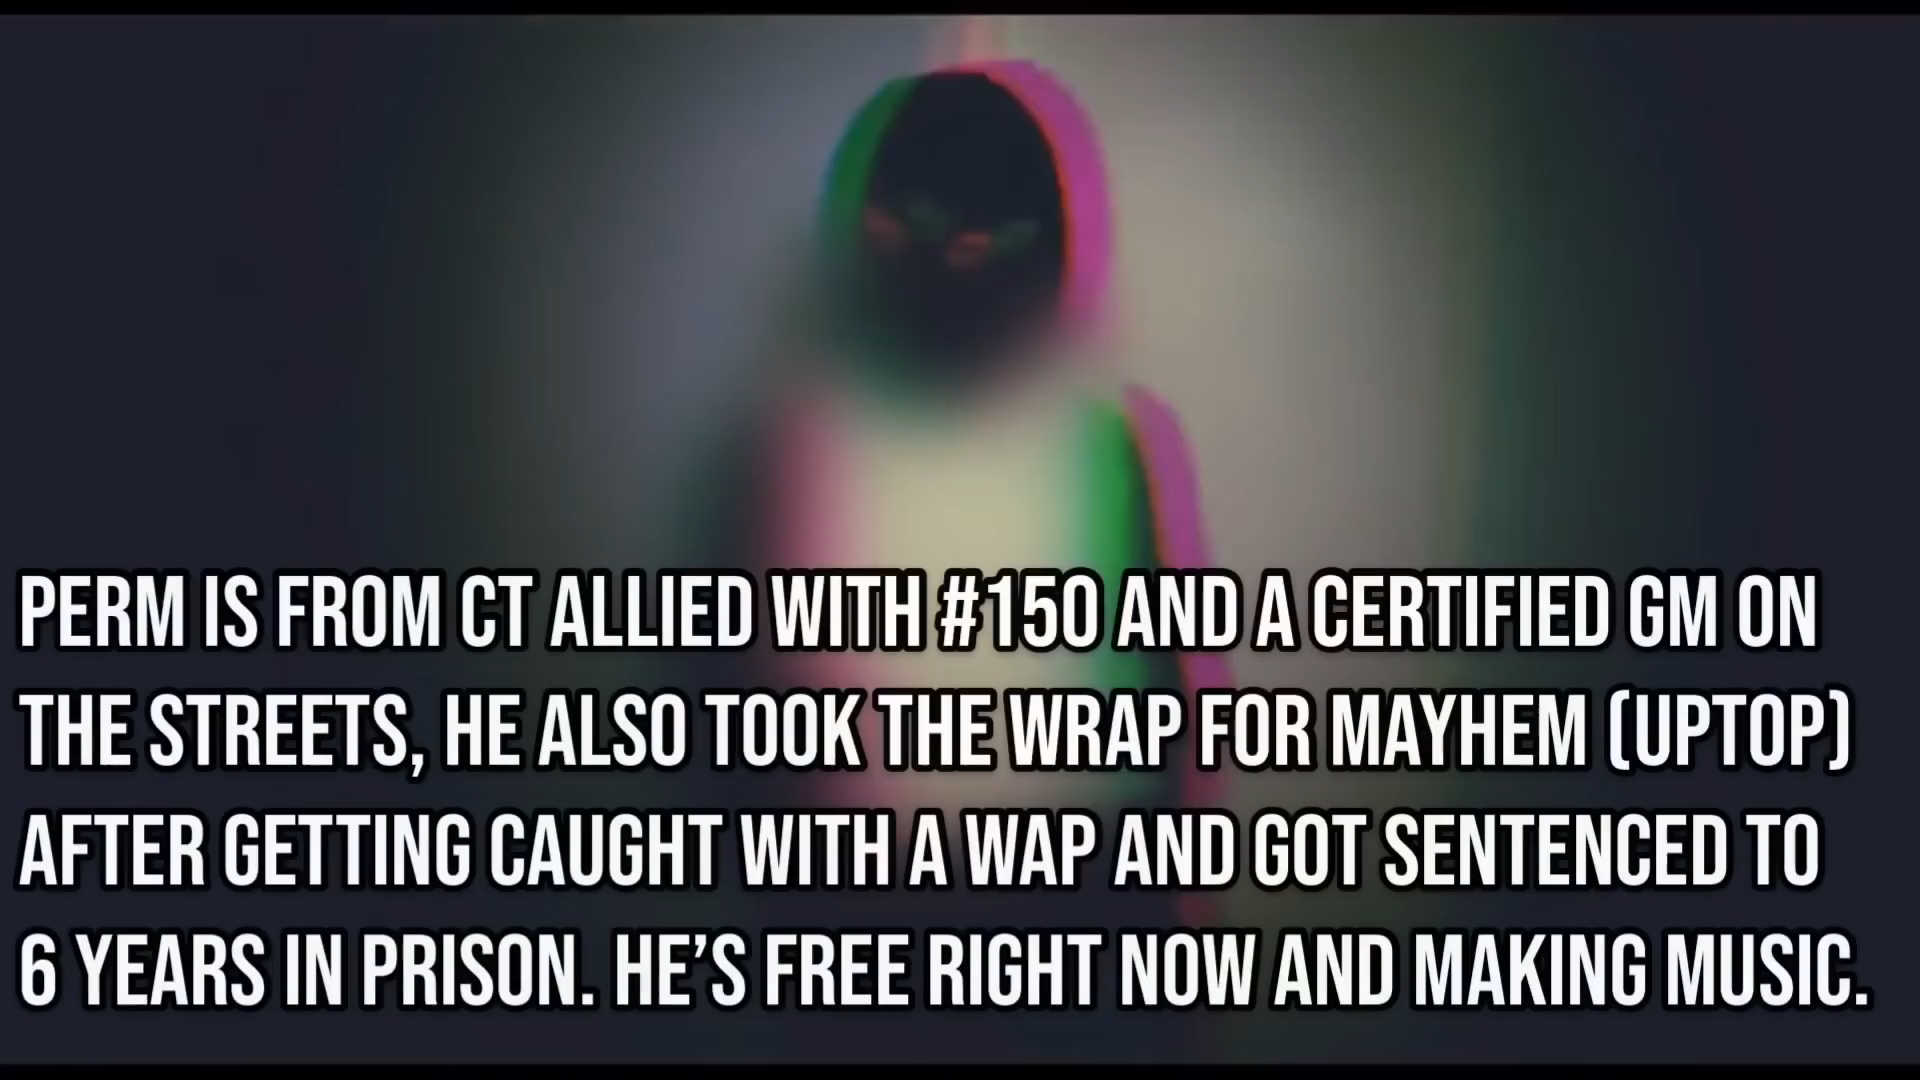 PERM IS FROM CT ALLIED WITH #150 AND A CERTIFIED GM ON
THE STREETS, HE ALSO TOOK THE WRAP FOR MAYHEM (UPTOP)
AFTER GETTING CAUGHT WITH A WAP AND GOT SENTENCED TO
6 YEARS IN PRISON. HE'S FREE RIGHT NOW AND MAKING MUSIC.